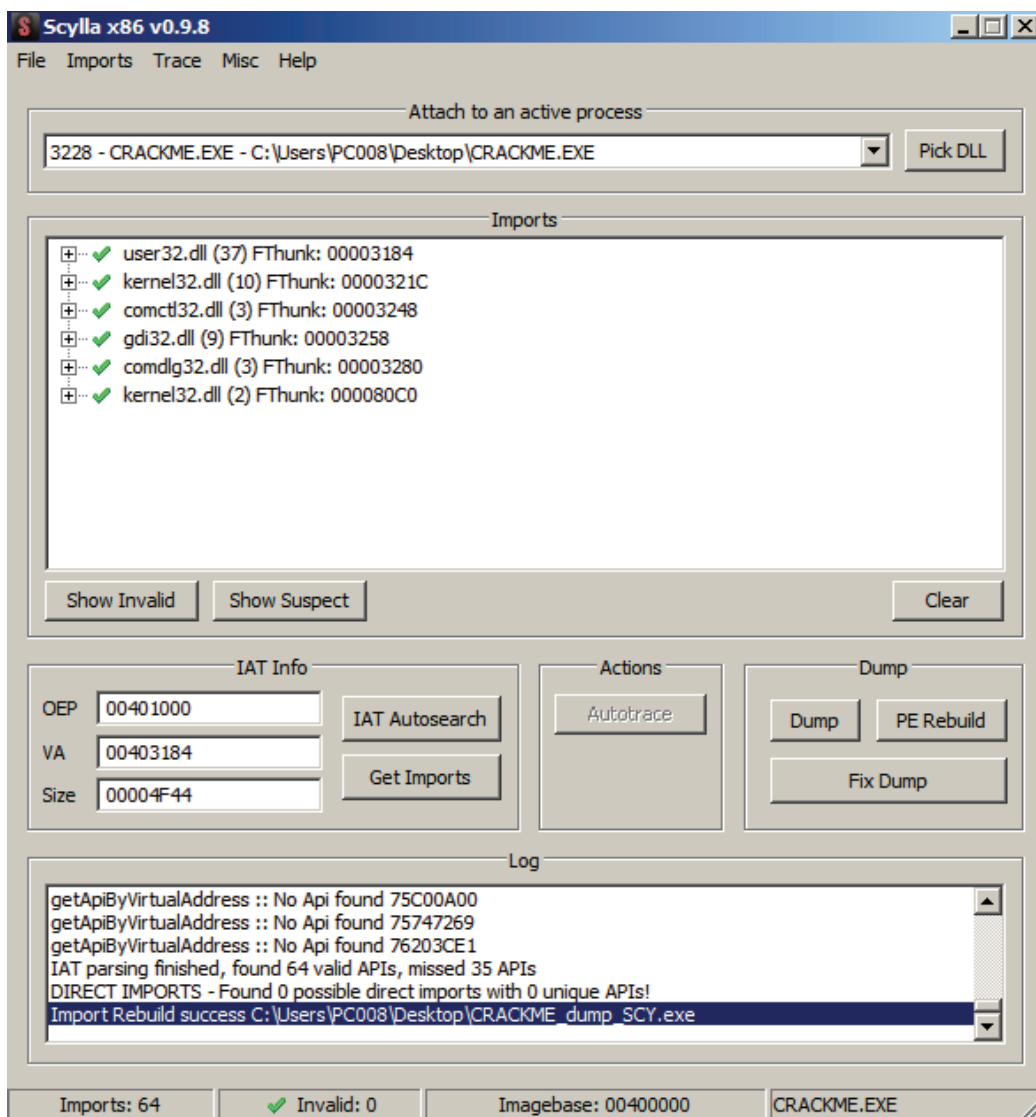 Scylla x86 v0.9.8
File Imports Trace Misc Help
Attach to an active process
3228 - CRACKME.EXE - C:\Users\PC008\Desktop\CRACKME.EXE
Pick DLL
Imports
user32.dll (37) FThunk: 00003184
kernel32.dll (10) FThunk: 0000321C
comctl32.dll (3) FThunk: 00003248
gdi32.dll (9) FThunk: 00003258
comdlg32.dll (3) FThunk: 00003280
kernel32.dll (2) FThunk: 000080C0
Show Invalid Show Suspect Clear
IAT Info
OEP 00401000
VA 00403184
Size 00004F44
IAT Autosearch
Get Imports
Actions
Autotrace
Dump
Dump PE Rebuild
Fix Dump
Log
getApiByVirtualAddress :: No Api found 75C00A00
getApiByVirtualAddress :: No Api found 75747269
getApiByVirtualAddress :: No Api found 76203CE1
IAT parsing finished, found 64 valid APIs, missed 35 APIs
DIRECT IMPORTS - Found 0 possible direct imports with 0 unique APIs!
Import Rebuild success C:\Users\PC008\Desktop\CRACKME_dump_SCY.exe
Imports: 64 Invalid: 0 Imagebase: 00400000 CRACKME.EXE